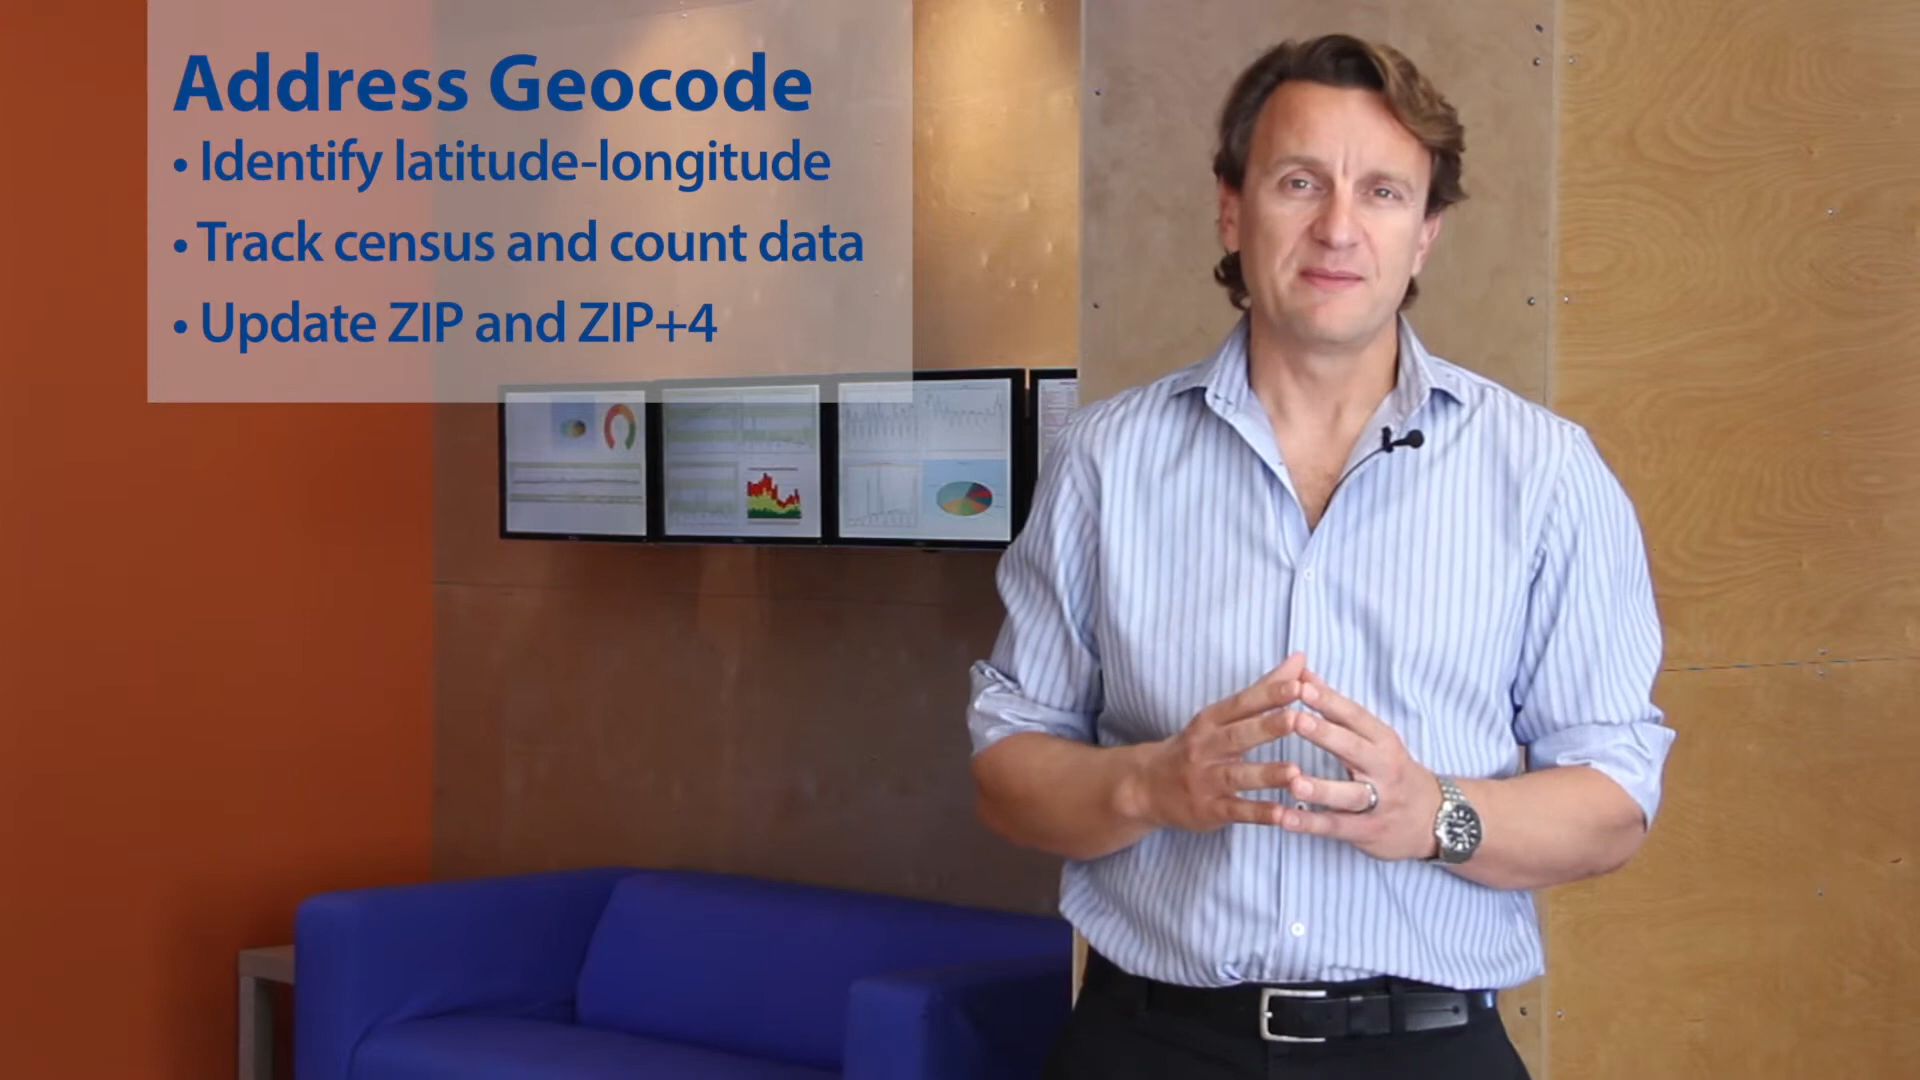 Address Geocode
• Identify latitude-longitude
• Track census and count data
• Update ZIP and ZIP+4